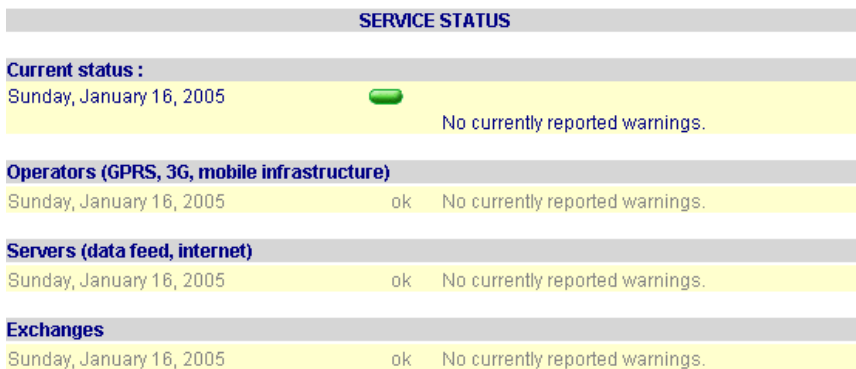 SERVICE STATUS
Current status :
Sunday, January 16, 2005
No currently reported warnings.
Operators (GPRS, 3G, mobile infrastructure)
Sunday, January 16, 2005 ok No currently reported warnings.
Servers (data feed, internet)
Sunday, January 16, 2005 ok No currently reported warnings.
Exchanges
Sunday, January 16, 2005 ok No currently reported warnings.